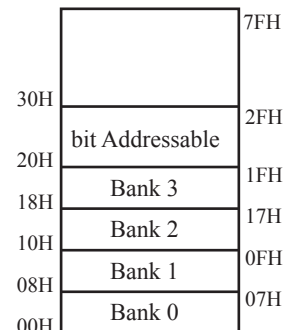 7FH
30H
2FH
bit Addressable
20H
1FH
Bank 3
18H
17H
Bank 2
10H
0FH
Bank 1
08H
07H
Bank 0
00H